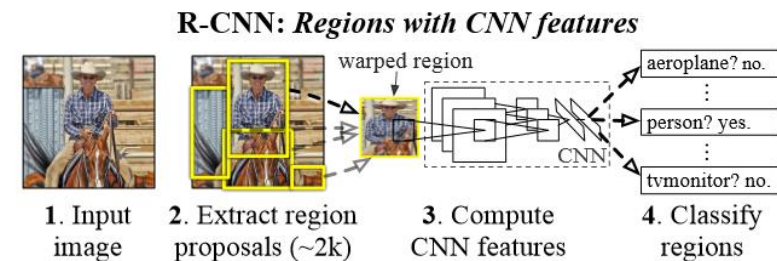 R-CNN: Regions with CNN features
warped region
aeroplane? no.
⋮
person? yes.
⋮
tvmonitor? no.
CNN
1. Input
image
2. Extract region
proposals (~2k)
3. Compute
CNN features
4. Classify
regions